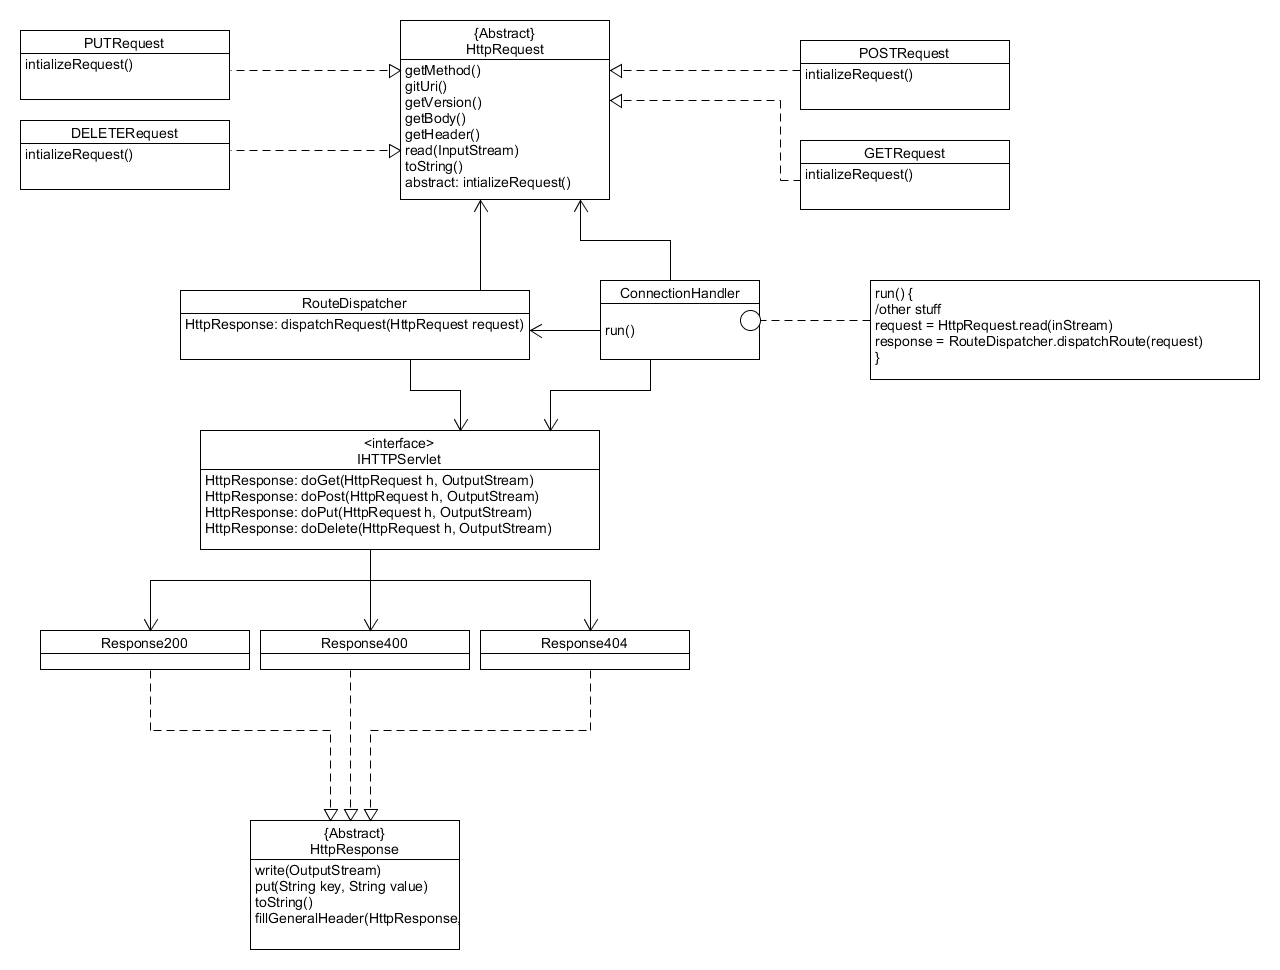 PUTRequest
intializeRequest()
DELETERequest
intializeRequest()
{Abstract}
HttpRequest
getMethod()
gitUri()
getVersion()
getBody()
getHeader()
read(InputStream)
toString()
abstract: intializeRequest()
POSTRequest
intializeRequest()
GETRequest
intializeRequest()
RouteDispatcher
HttpResponse: dispatchRequest(HttpRequest request)
ConnectionHandler
run()
run() {
/other stuff
request = HttpRequest.read(inStream)
response = RouteDispatcher.dispatchRoute(request)
}
<interface>
IHTTPServlet
HttpResponse: doGet(HttpRequest h, OutputStream)
HttpResponse: doPost(HttpRequest h, OutputStream)
HttpResponse: doPut(HttpRequest h, OutputStream)
HttpResponse: doDelete(HttpRequest h, OutputStream)
Response200
Response400
Response404
{Abstract}
HttpResponse
write(OutputStream)
put(String key, String value)
toString()
fillGeneralHeader(HttpResponse,